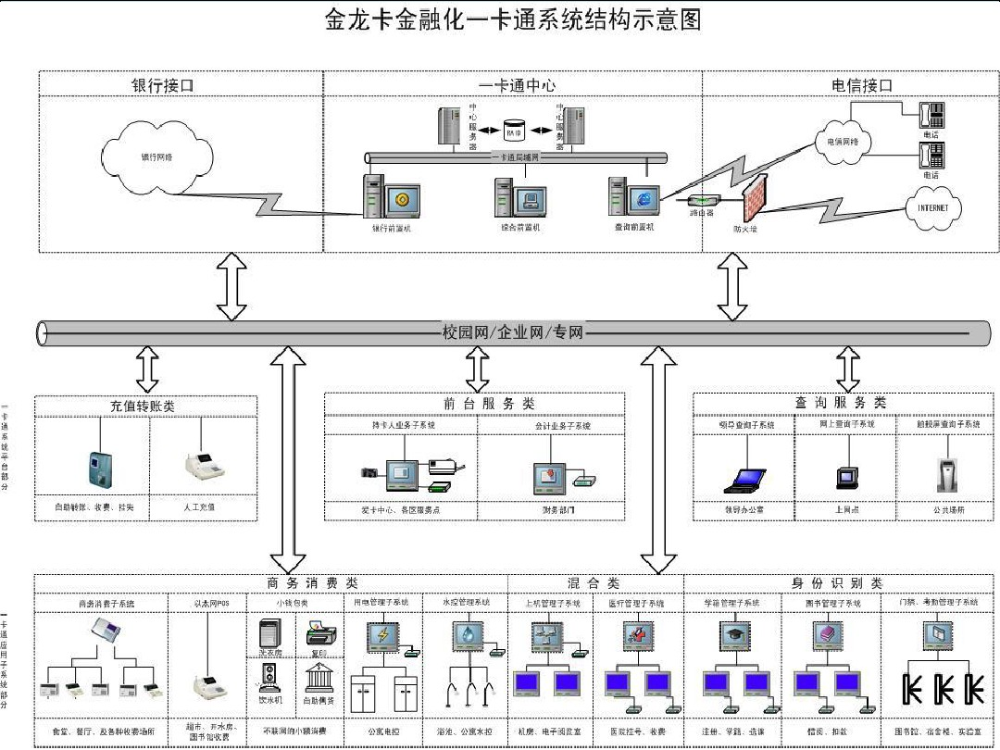 金龙卡金融化一卡通系统结构示意图
银行接口
一卡通中心
电信接口
银行网络
中心服务器
RAID
中心服务器
一卡通局域网
银行前置机
综合前置机
查询前置机
路由器
防火墙
电信网络
电话
电话
INTERNET
校园网/企业网/专网
一卡通系统平台部分
充值转账类
自助转账、收费、挂失
人工充值
前台服务类
持卡人业务子系统
会计业务子系统
爱卡中心、各区服务点
财务部门
查询服务类
领导查询子系统
网上查询子系统
触摸屏查询子系统
领导办公室
上网点
公共场所
一卡通应用子系统部分
商务消费类
混合类
身份识别类
商务消费子系统
以太网POS
小钱包类
用电管理子系统
水控管理系统
上机管理子系统
医疗管理子系统
学籍管理子系统
图书管理子系统
门禁、考勤管理子系统
洗衣房
复印
饮水机
自助售货
食堂、餐厅、及各种收费场所
超市、开水房、
图书馆收费
不联网的小额消费
公寓电控
浴池、公寓水控
机房、电子阅览室
医院挂号、收费
注册、学籍、选课
借阅、扣款
图书馆、宿舍楼、实验室